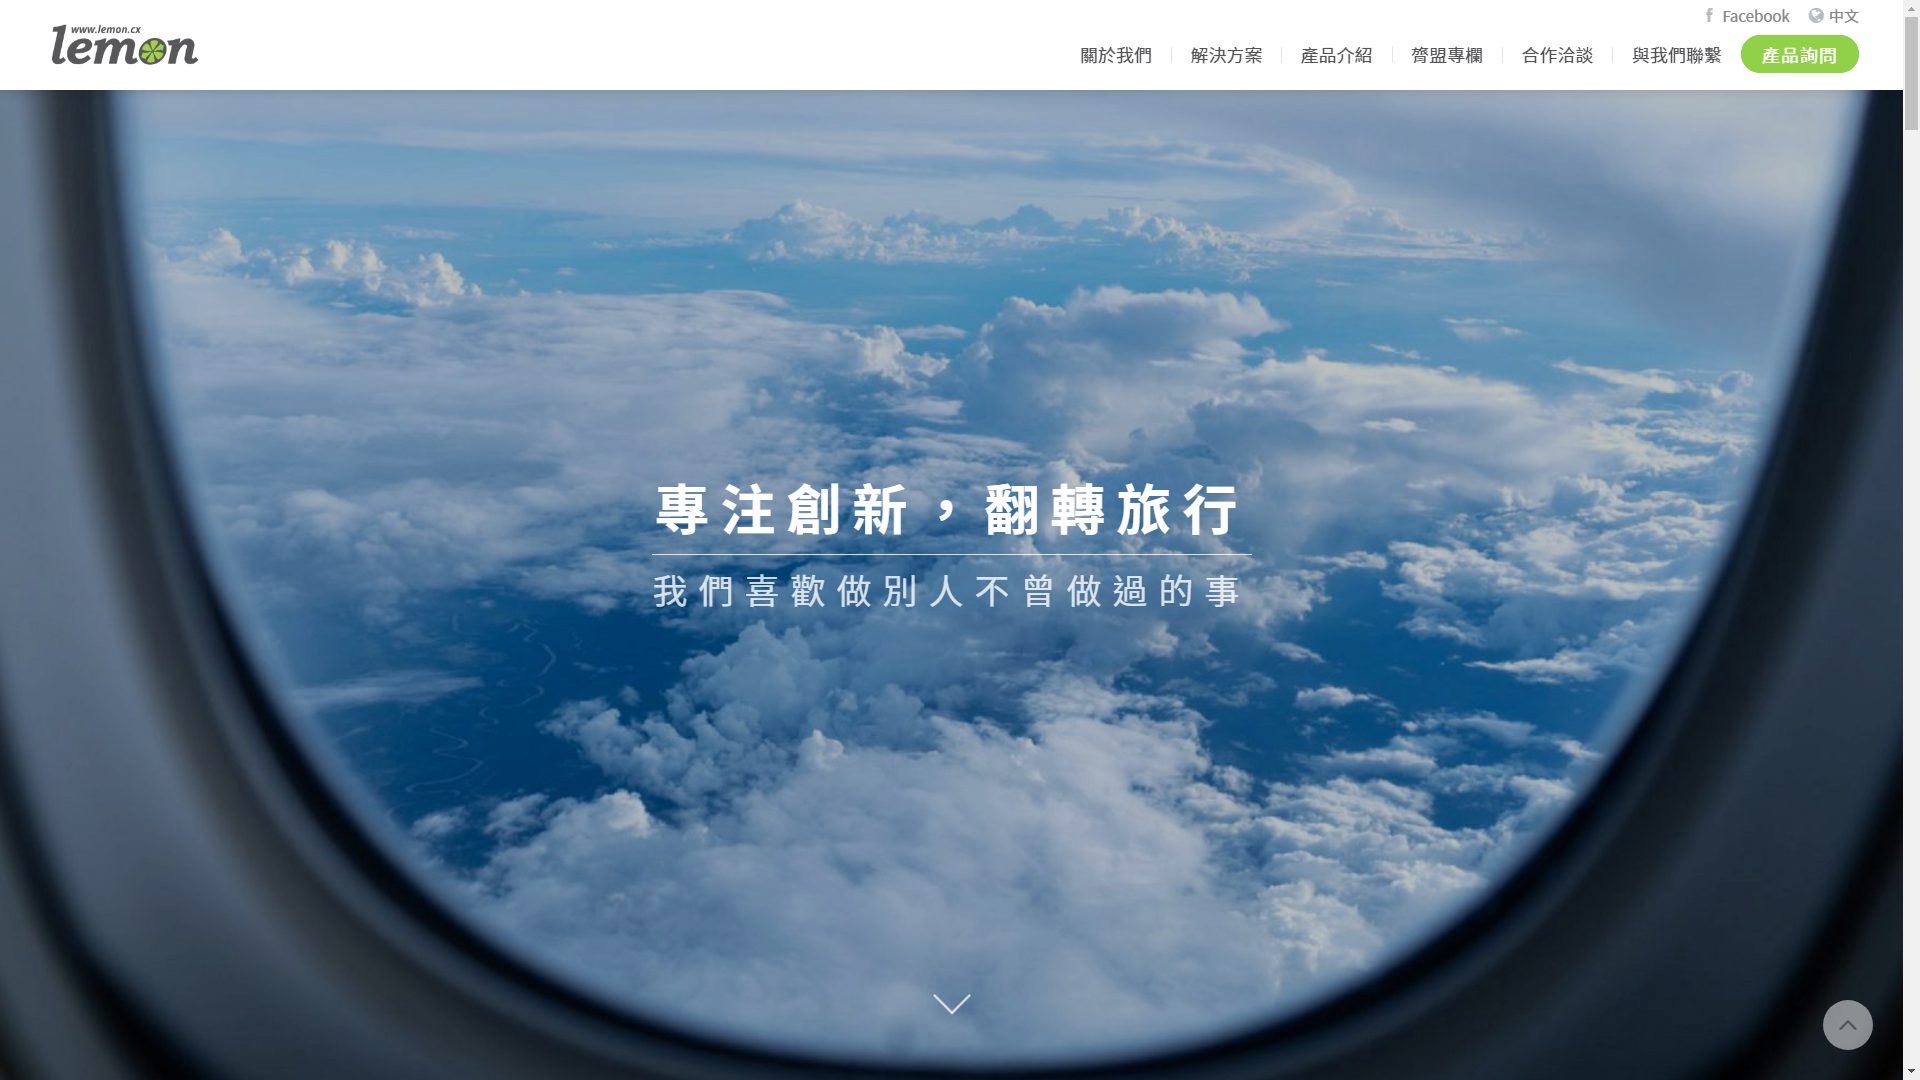 www.lemon.cx
lemon
Facebook
中文
關於我們
解決方案
產品介紹
膂盟專欄
合作洽談
與我們聯繫
產品詢問
專注創新，翻轉旅行
我們喜歡做別人不曾做過的事